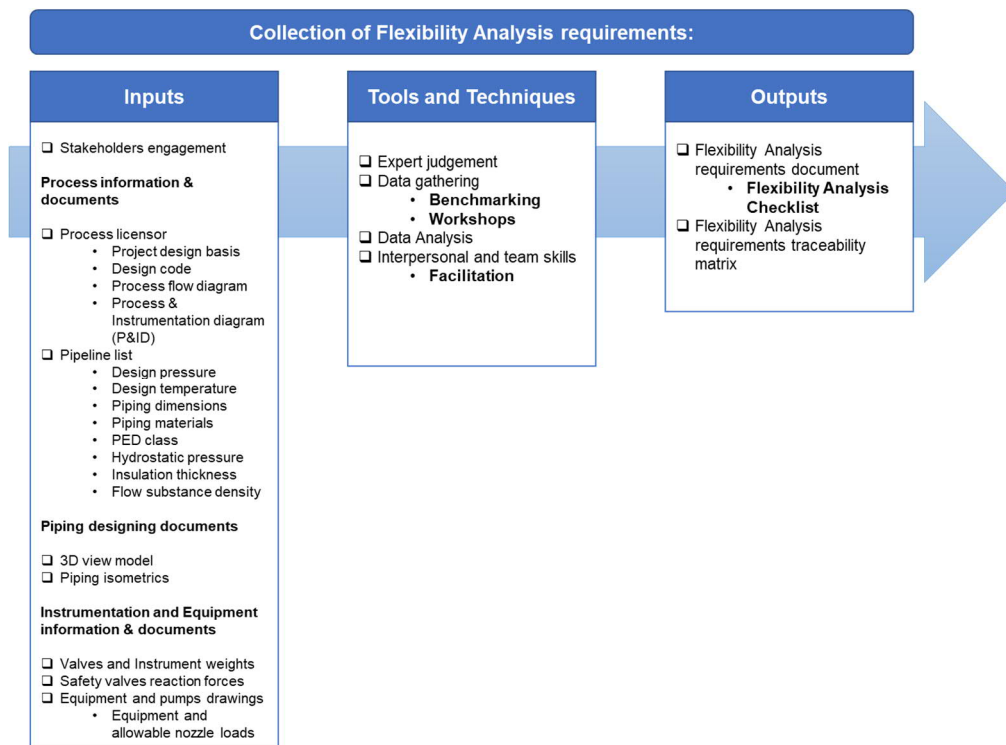 Collection of Flexibility Analysis requirements:
Inputs
Stakeholders engagement
Process information &
documents
Process licensor
Project design basis
Design code
Process flow diagram
Process &
Instrumentation diagram
(P&ID)
Pipeline list
Design pressure
Design temperature
Piping dimensions
Piping materials
PED class
Hydrostatic pressure
Insulation thickness
Flow substance density
Piping designing documents
3D view model
Piping isometrics
Instrumentation and Equipment
information & documents
Valves and Instrument weights
Safety valves reaction forces
Equipment and pumps drawings
Equipment and
allowable nozzle loads
Tools and Techniques
Expert judgement
Data gathering
Benchmarking
Workshops
Data Analysis
Interpersonal and team skills
Facilitation
Outputs
Flexibility Analysis
requirements document
Flexibility Analysis
Checklist
Flexibility Analysis
requirements traceability
matrix